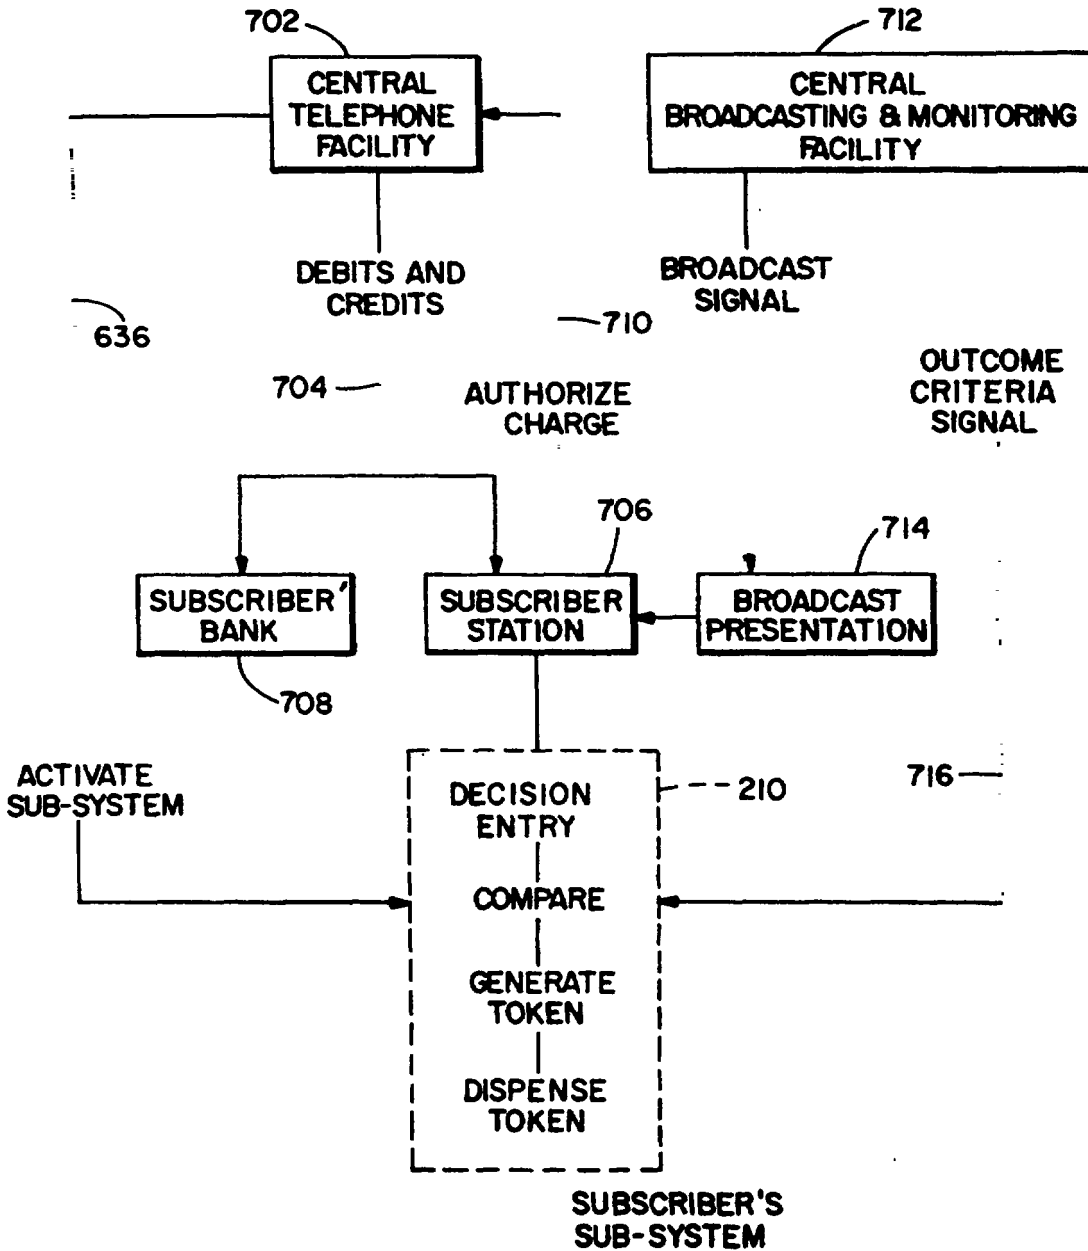 702
712
CENTRAL
TELEPHONE
FACILITY
CENTRAL
BROADCASTING & MONITORING
FACILITY
DEBITS AND
CREDITS
BROADCAST
SIGNAL
636
710
704
AUTHORIZE
CHARGE
OUTCOME
CRITERIA
SIGNAL
706
714
SUBSCRIBER'
BANK
SUBSCRIBER
STATION
BROADCAST
PRESENTATION
708
ACTIVATE
SUB-SYSTEM
DECISION
ENTRY
210
716
COMPARE
GENERATE
TOKEN
DISPENSE
TOKEN
SUBSCRIBER'S
SUB-SYSTEM